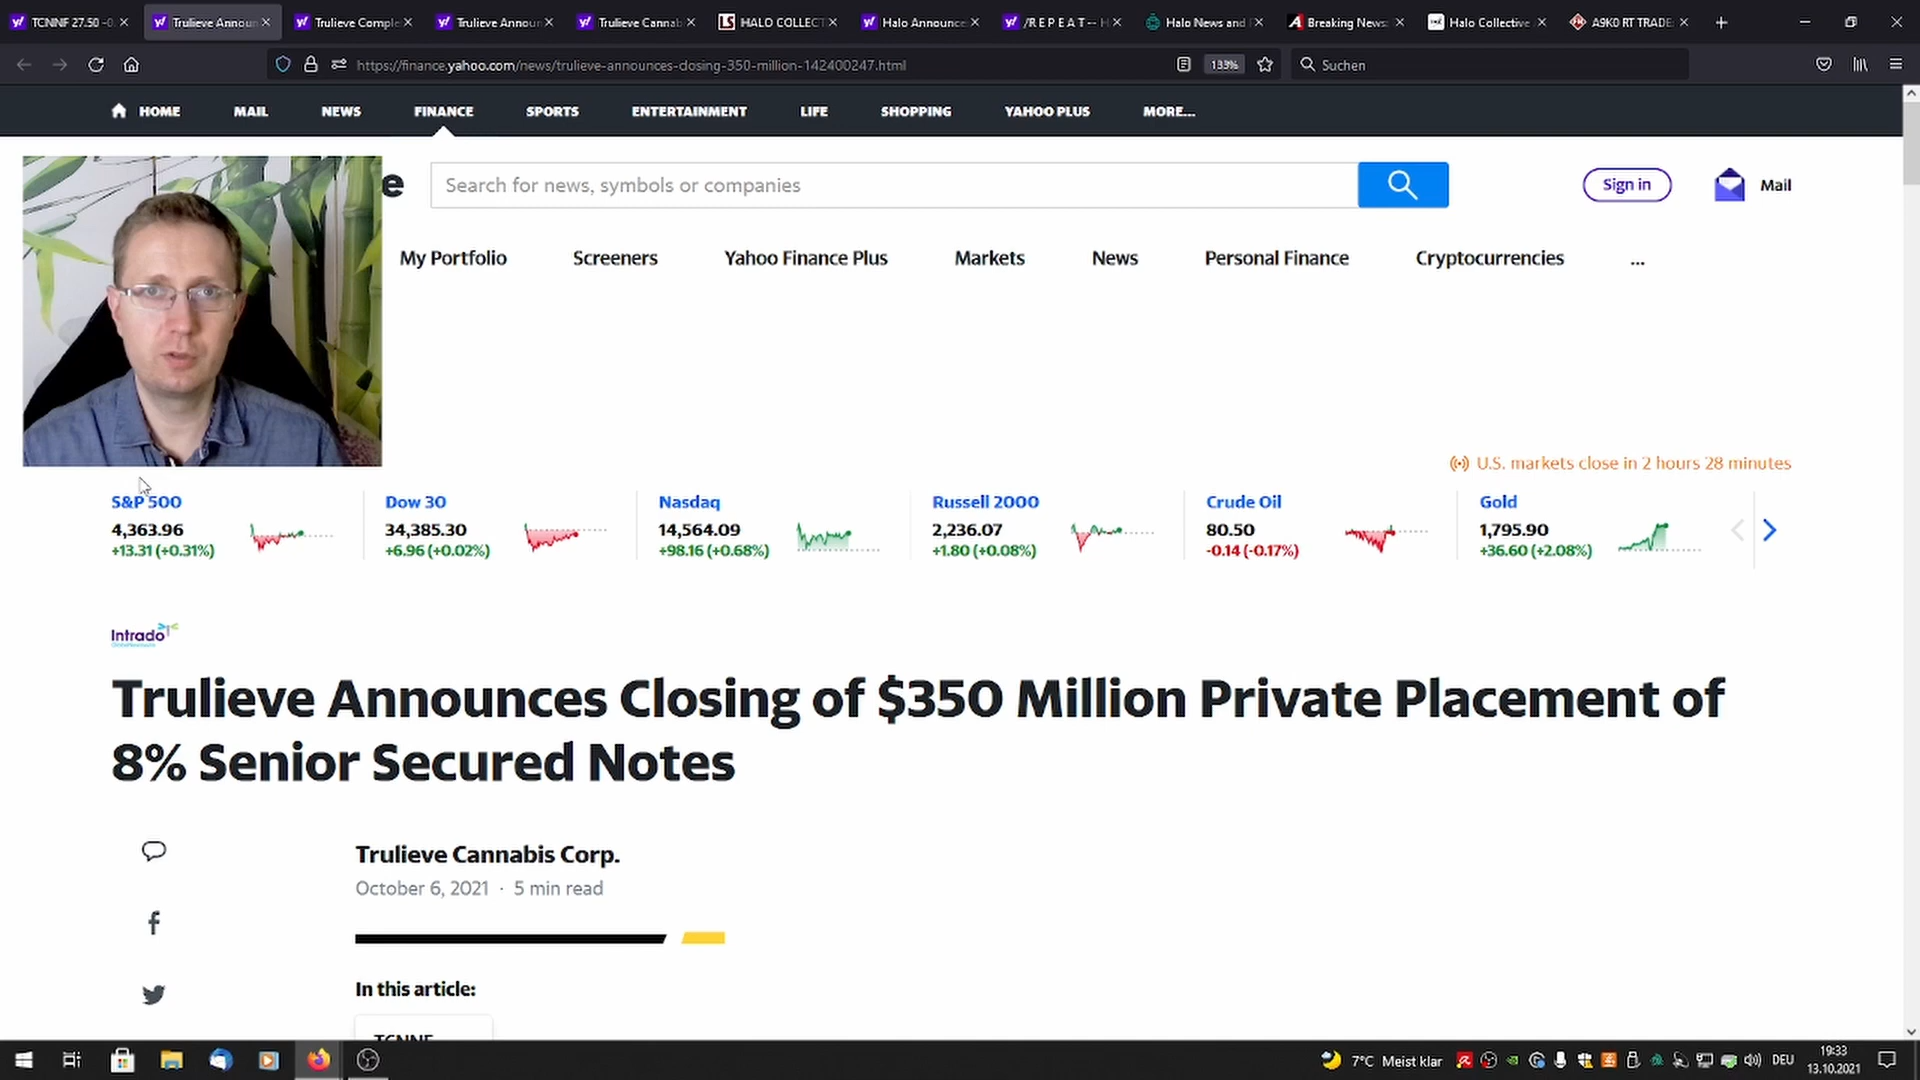 TCNNF 27.50 -0
Trulieve Announ
Trulieve Comple
Trulieve Announ
Trulieve Cannab
HALO COLLECT
Halo Announce
/R E P E A T -- H
Halo News and
Breaking News:
Halo Collective
A9K0 RT TRADE
https://finance.yahoo.com/news/trulieve-announces-closing-350-million-142400247.html
133%
Suchen
HOME MAIL NEWS FINANCE SPORTS ENTERTAINMENT LIFE SHOPPING YAHOO PLUS MORE...
e
Search for news, symbols or companies
Sign in
Mail
My Portfolio Screeners Yahoo Finance Plus Markets News Personal Finance Cryptocurrencies ...
U.S. markets close in 2 hours 28 minutes
S&P 500
4,363.96
+13.31 (+0.31%)
Dow 30
34,385.30
+6.96 (+0.02%)
Nasdaq
14,564.09
+98.16 (+0.68%)
Russell 2000
2,236.07
+1.80 (+0.08%)
Crude Oil
80.50
-0.14 (-0.17%)
Gold
1,795.90
+36.60 (+2.08%)
Intrado
Trulieve Announces Closing of $350 Million Private Placement of
8% Senior Secured Notes
Trulieve Cannabis Corp.
October 6, 2021 · 5 min read
In this article:
TCNNF
7°C Meist klar
DEU
19:33
13.10.2021